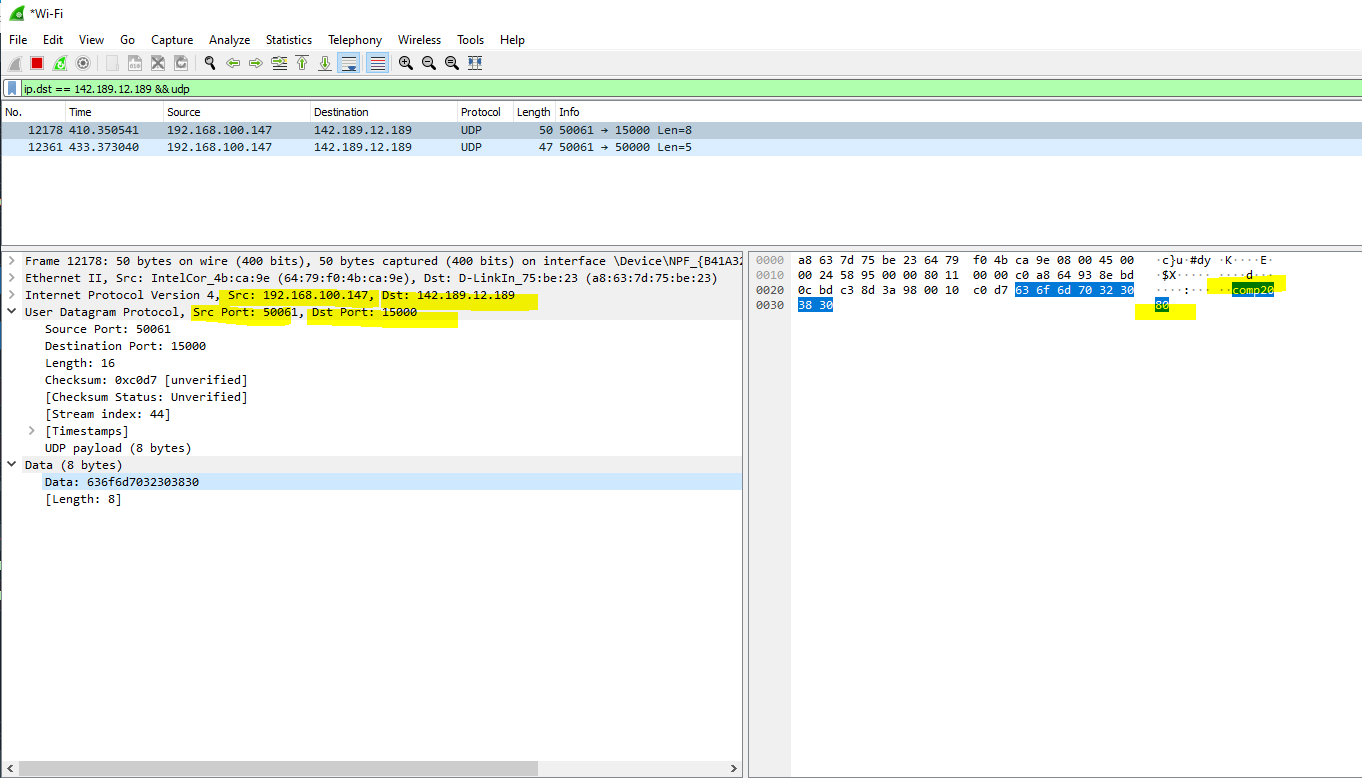 *Wi-Fi
File Edit View Go Capture Analyze Statistics Telephony Wireless Tools Help
ip.dst == 142.189.12.189 && udp
No. Time Source Destination Protocol Length Info
12178 410.350541 192.168.100.147 142.189.12.189 UDP 50 50061 → 15000 Len=8
12361 433.373040 192.168.100.147 142.189.12.189 UDP 47 50061 → 50000 Len=5
Frame 12178: 50 bytes on wire (400 bits), 50 bytes captured (400 bits) on interface \Device\NPF_{B41A32
Ethernet II, Src: IntelCor_4b:ca:9e (64:79:f0:4b:ca:9e), Dst: D-LinkIn_75:be:23 (a8:63:7d:75:be:23)
Internet Protocol Version 4, Src: 192.168.100.147, Dst: 142.189.12.189
User Datagram Protocol, Src Port: 50061, Dst Port: 15000
Source Port: 50061
Destination Port: 15000
Length: 16
Checksum: 0xc0d7 [unverified]
[Checksum Status: Unverified]
[Stream index: 44]
[Timestamps]
UDP payload (8 bytes)
Data (8 bytes)
Data: 636f6d7032303830
[Length: 8]
0000 a8 63 7d 75 be 23 64 79 f0 4b ca 9e 08 00 45 00 ·c}u·#dy ·K····E·
0010 00 24 58 95 00 00 80 11 00 00 c0 a8 64 93 8e bd ·$X····· ····d···
0020 0c bd c3 8d 3a 98 00 10 c0 d7 63 6f 6d 70 32 30 ····:··· ··comp20
0030 38 30 80